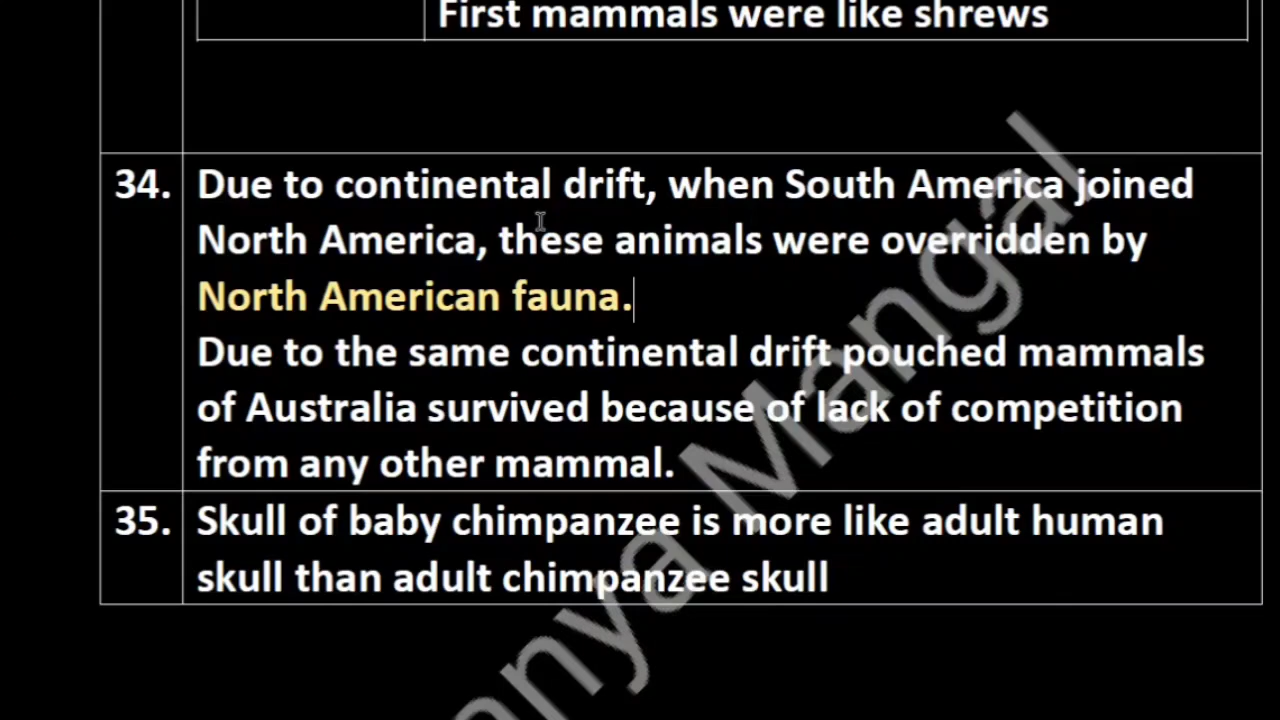 First mammals were like shrews
34. Due to continental drift, when South America joined
North America, these animals were overridden by
North American fauna.
Due to the same continental drift pouched mammals
of Australia survived because of lack of competition
from any other mammal.
35. Skull of baby chimpanzee is more like adult human
skull than adult chimpanzee skull
anya Mangal